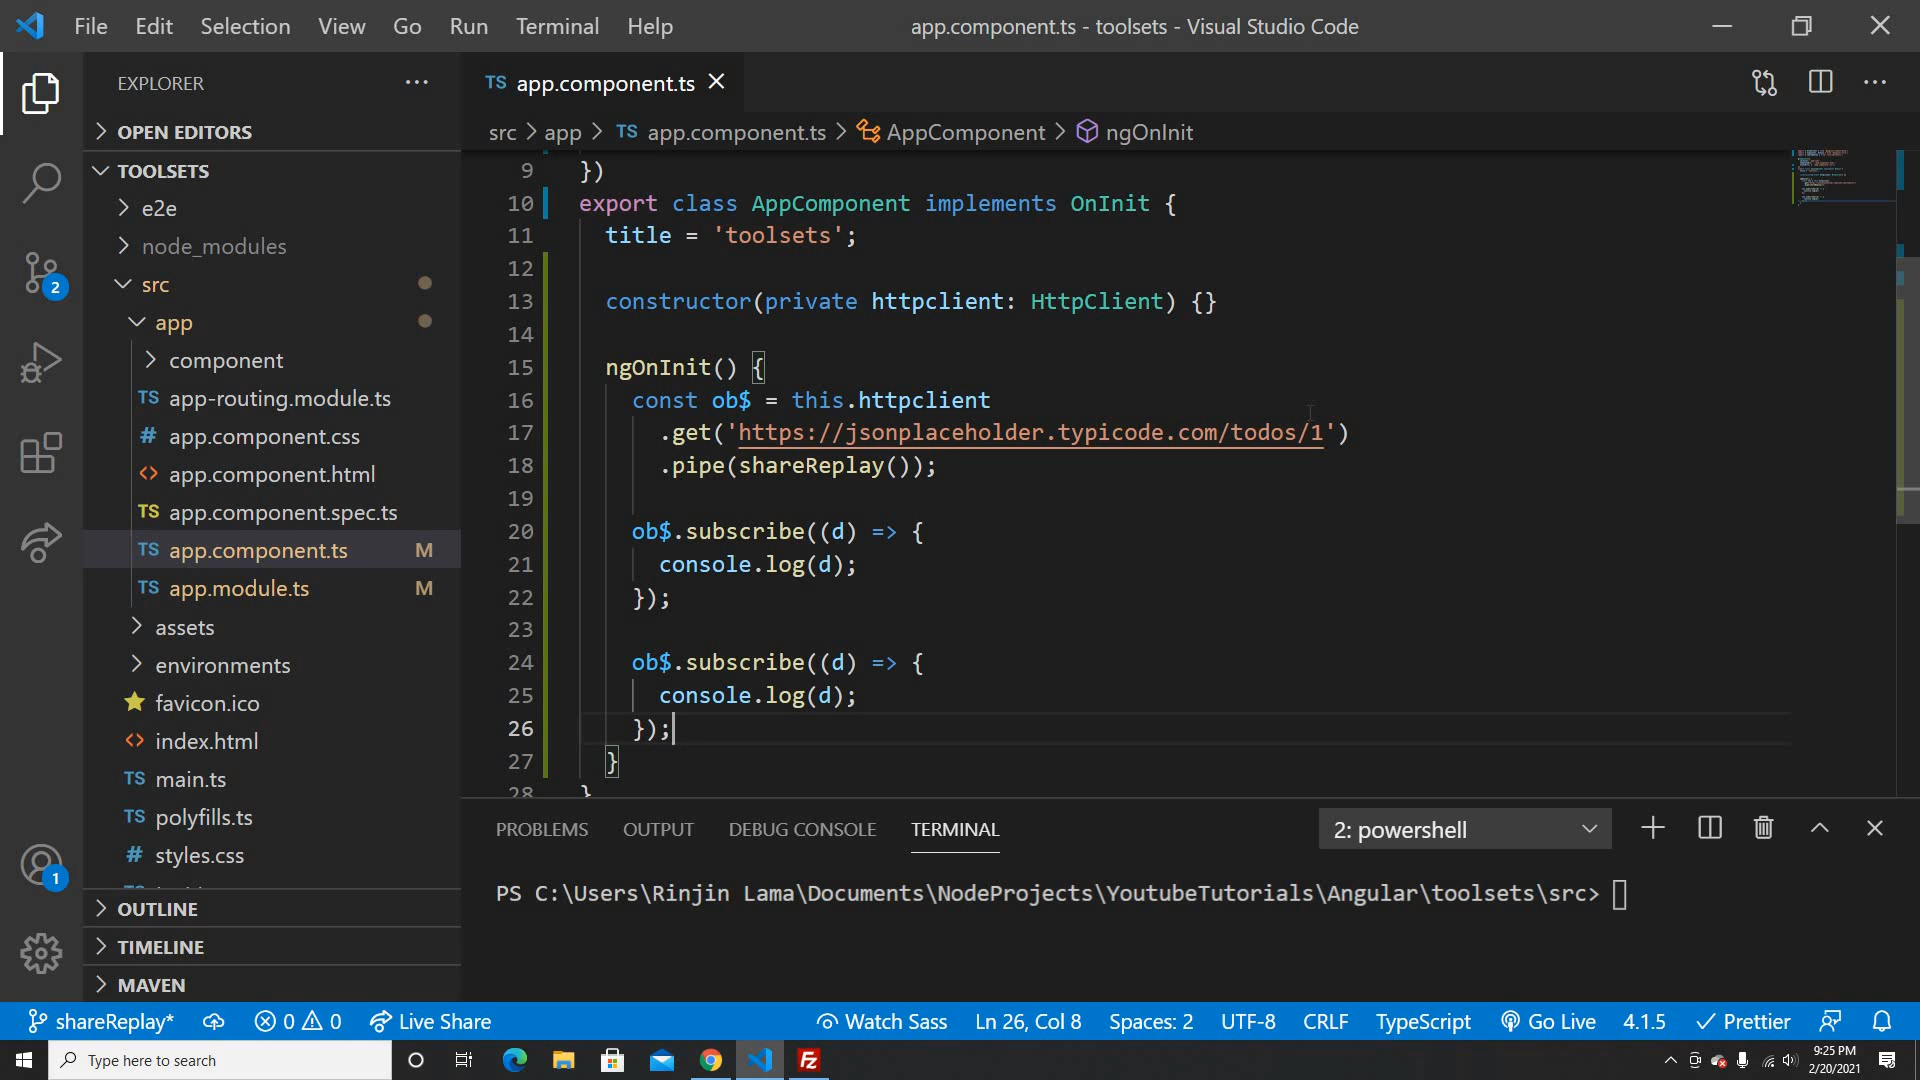 File Edit Selection View Go Run Terminal Help
app.component.ts - toolsets - Visual Studio Code
EXPLORER
OPEN EDITORS
TOOLSETS
e2e
node_modules
src
app
component
TS app-routing.module.ts
# app.component.css
<> app.component.html
TS app.component.spec.ts
TS app.component.ts M
TS app.module.ts M
assets
environments
favicon.ico
<> index.html
TS main.ts
TS polyfills.ts
# styles.css
OUTLINE
TIMELINE
MAVEN
2
1
TS app.component.ts
src > app > TS app.component.ts > AppComponent > ngOnInit
9 })
10 export class AppComponent implements OnInit {
11 title = 'toolsets';
12
13 constructor(private httpclient: HttpClient) {}
14
15 ngOnInit() {
16 const ob$ = this.httpclient
17 .get('https://jsonplaceholder.typicode.com/todos/1')
18 .pipe(shareReplay());
19
20 ob$.subscribe((d) => {
21 console.log(d);
22 });
23
24 ob$.subscribe((d) => {
25 console.log(d);
26 });
27 }
28 }
PROBLEMS OUTPUT DEBUG CONSOLE TERMINAL
2: powershell
PS C:\Users\Rinjin Lama\Documents\NodeProjects\YoutubeTutorials\Angular\toolsets\src>
shareReplay* 0 0 Live Share
Watch Sass Ln 26, Col 8 Spaces: 2 UTF-8 CRLF TypeScript Go Live 4.1.5 Prettier
Type here to search
Fz
9:25 PM
2/20/2021